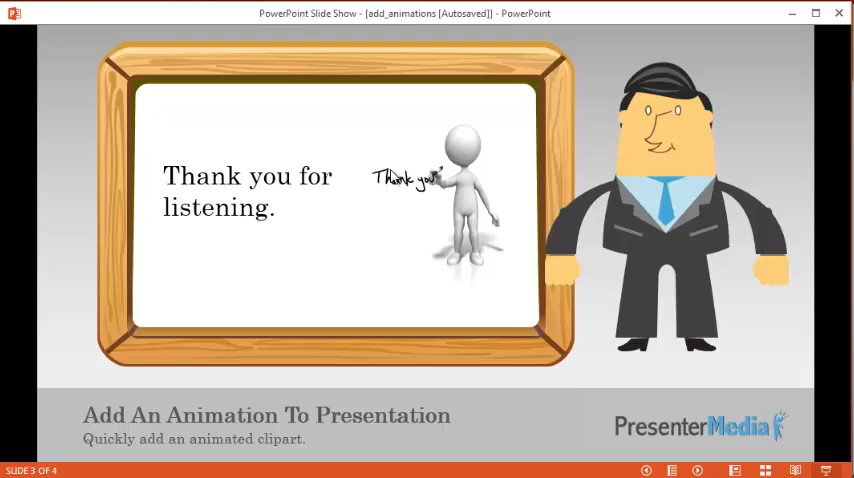 PowerPoint Slide Show - [add_animations [Autosaved]] - PowerPoint
Thank you for
listening.
Thank you
Add An Animation To Presentation
Quickly add an animated clipart.
PresenterMedia
SLIDE 3 OF 4